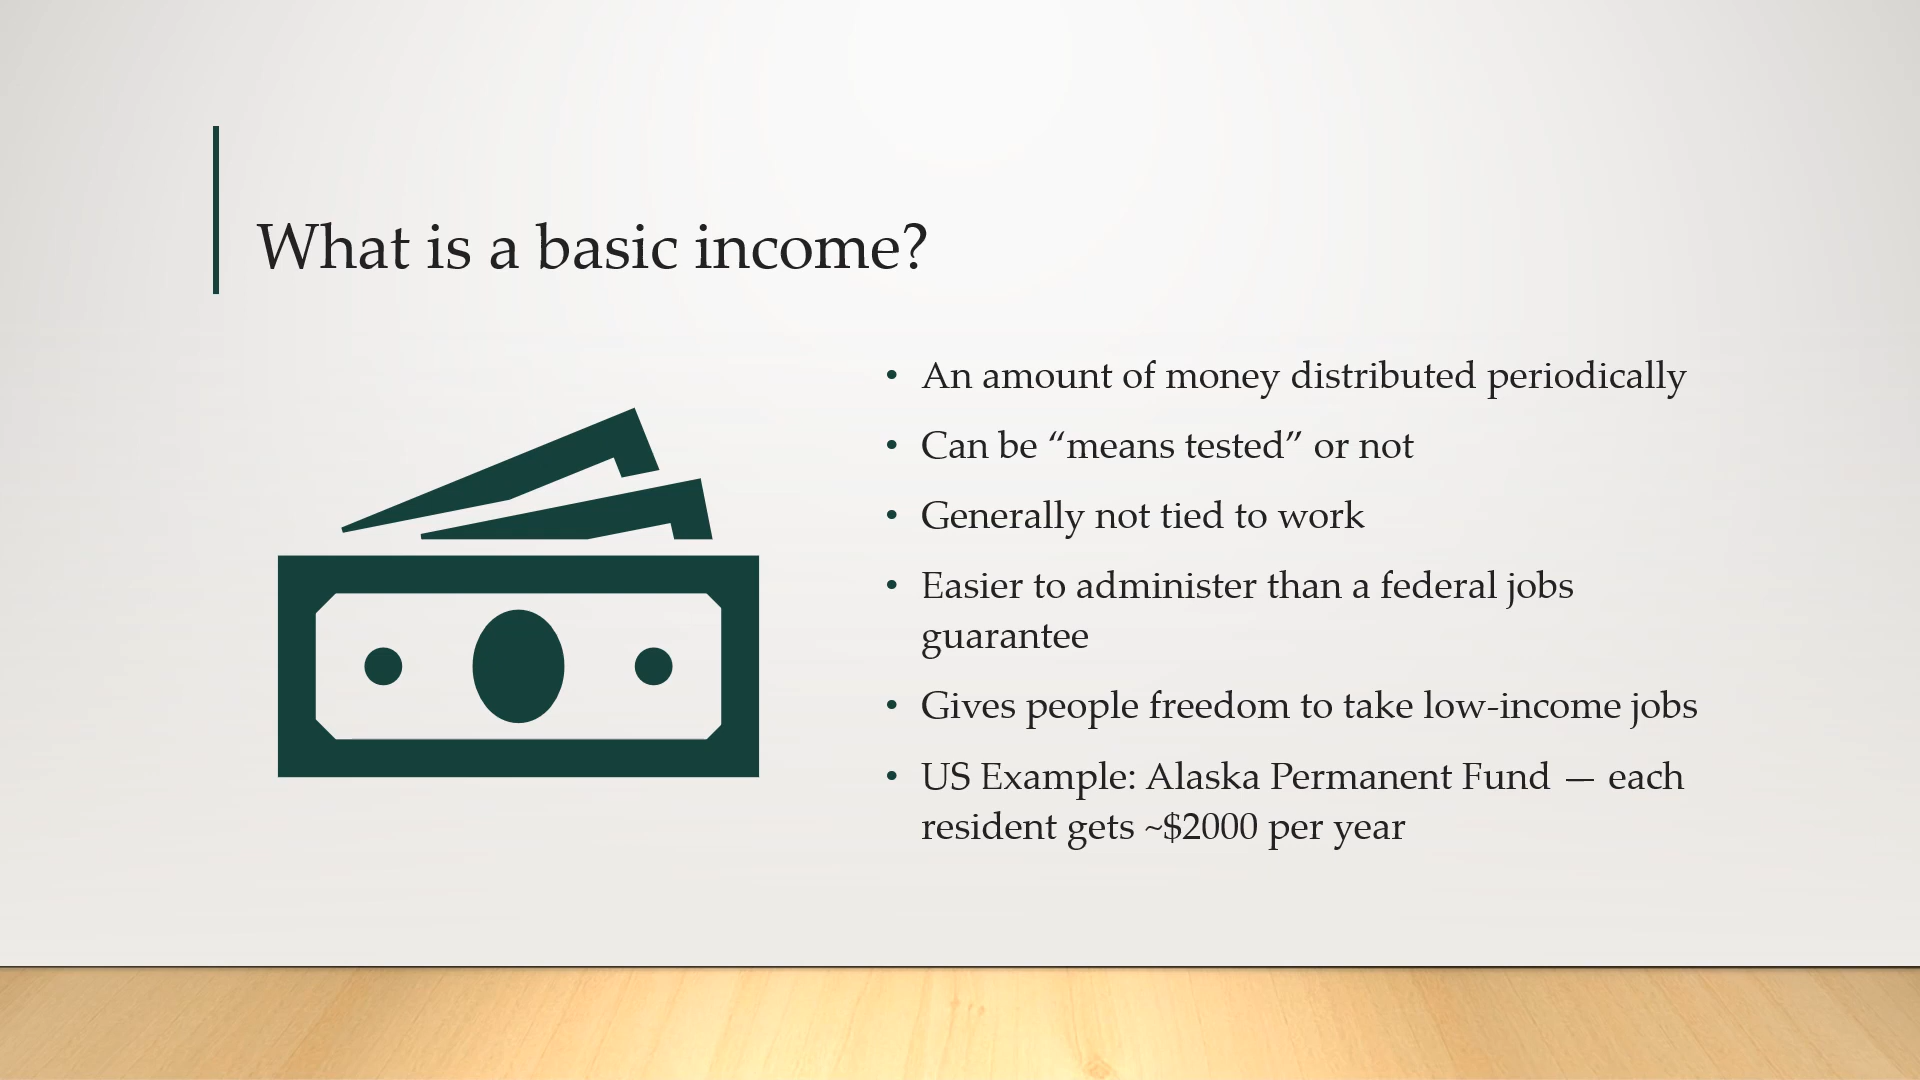 What is a basic income?
• An amount of money distributed periodically
• Can be “means tested” or not
• Generally not tied to work
• Easier to administer than a federal jobs
guarantee
• Gives people freedom to take low-income jobs
• US Example: Alaska Permanent Fund — each
resident gets ~$2000 per year